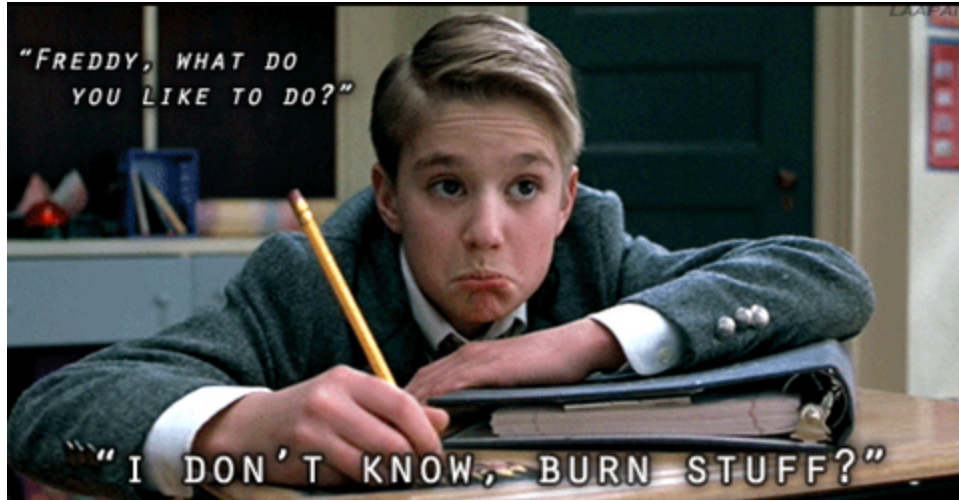 “FREDDY, WHAT DO
YOU LIKE TO DO?”
“I DON’T KNOW, BURN STUFF?”